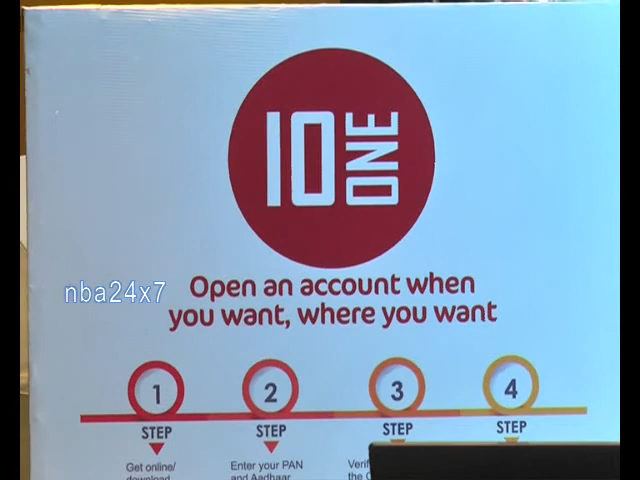 10
ONE
Open an account when
you want, where you want
nba24x7
1 2 3 4
STEP STEP STEP STEP
Get online/ Enter your PAN
and Aadhaar the